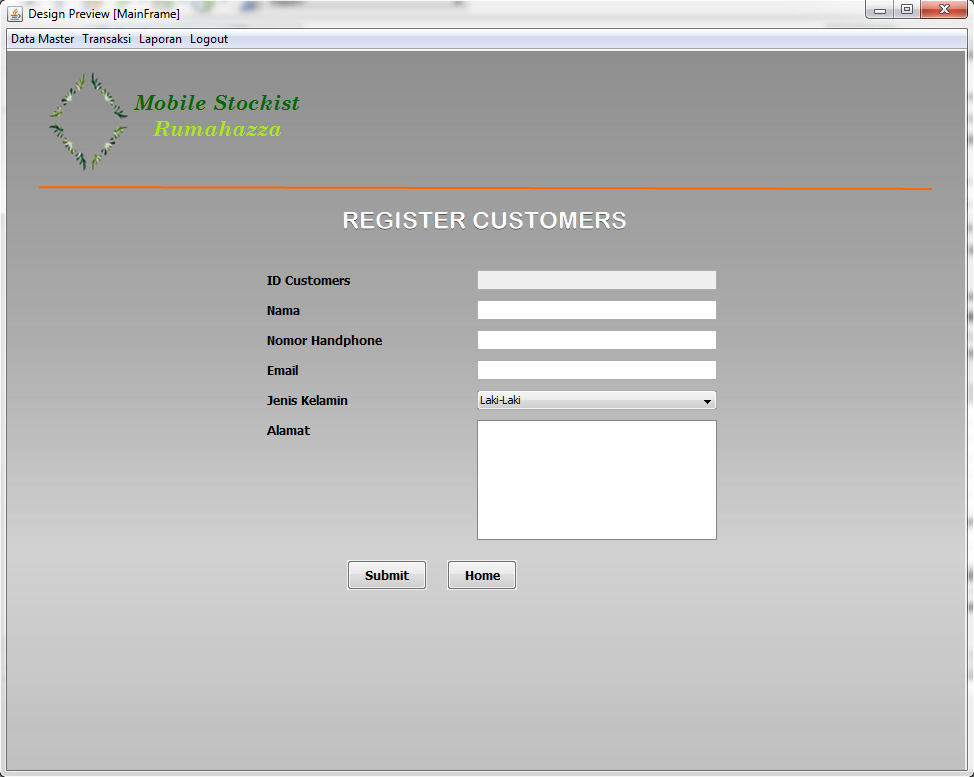 Design Preview [MainFrame]
Data Master Transaksi Laporan Logout
Mobile Stockist
Rumahazza
REGISTER CUSTOMERS
ID Customers
Nama
Nomor Handphone
Email
Jenis Kelamin Laki-Laki
Alamat
Submit Home